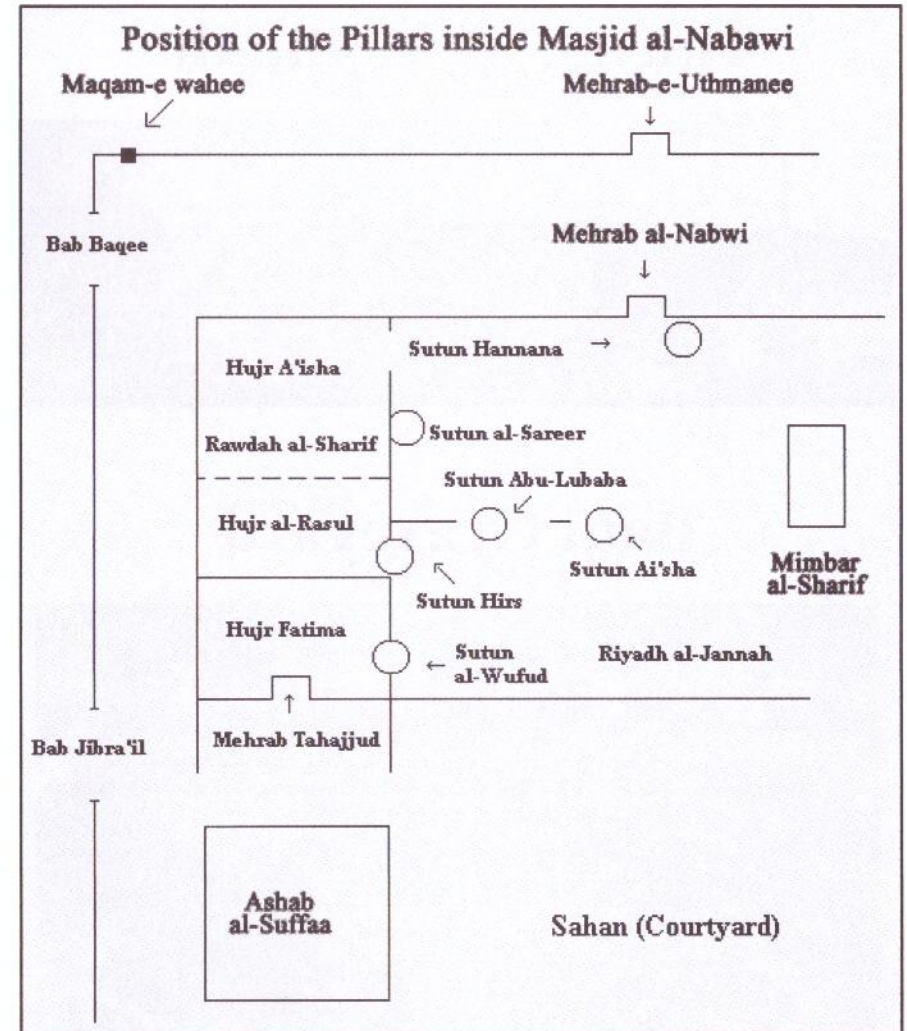 Position of the Pillars inside Masjid al-Nabawi
Maqam-e wahee
Mehrab-e-Uthmanee
Bab Baqee
Mehrab al-Nabwi
Sutun Hannana
Hujr A'isha
Sutun al-Sareer
Rawdah al-Sharif
Sutun Abu-Lubaba
Hujr al-Rasul
Sutun Ai'sha
Mimbar
al-Sharif
Sutun Hirs
Hujr Fatima
Sutun
al-Wufud
Riyadh al-Jannah
Mehrab Tahajjud
Bab Jibra'il
Ashab
al-Suffaa
Sahan (Courtyard)